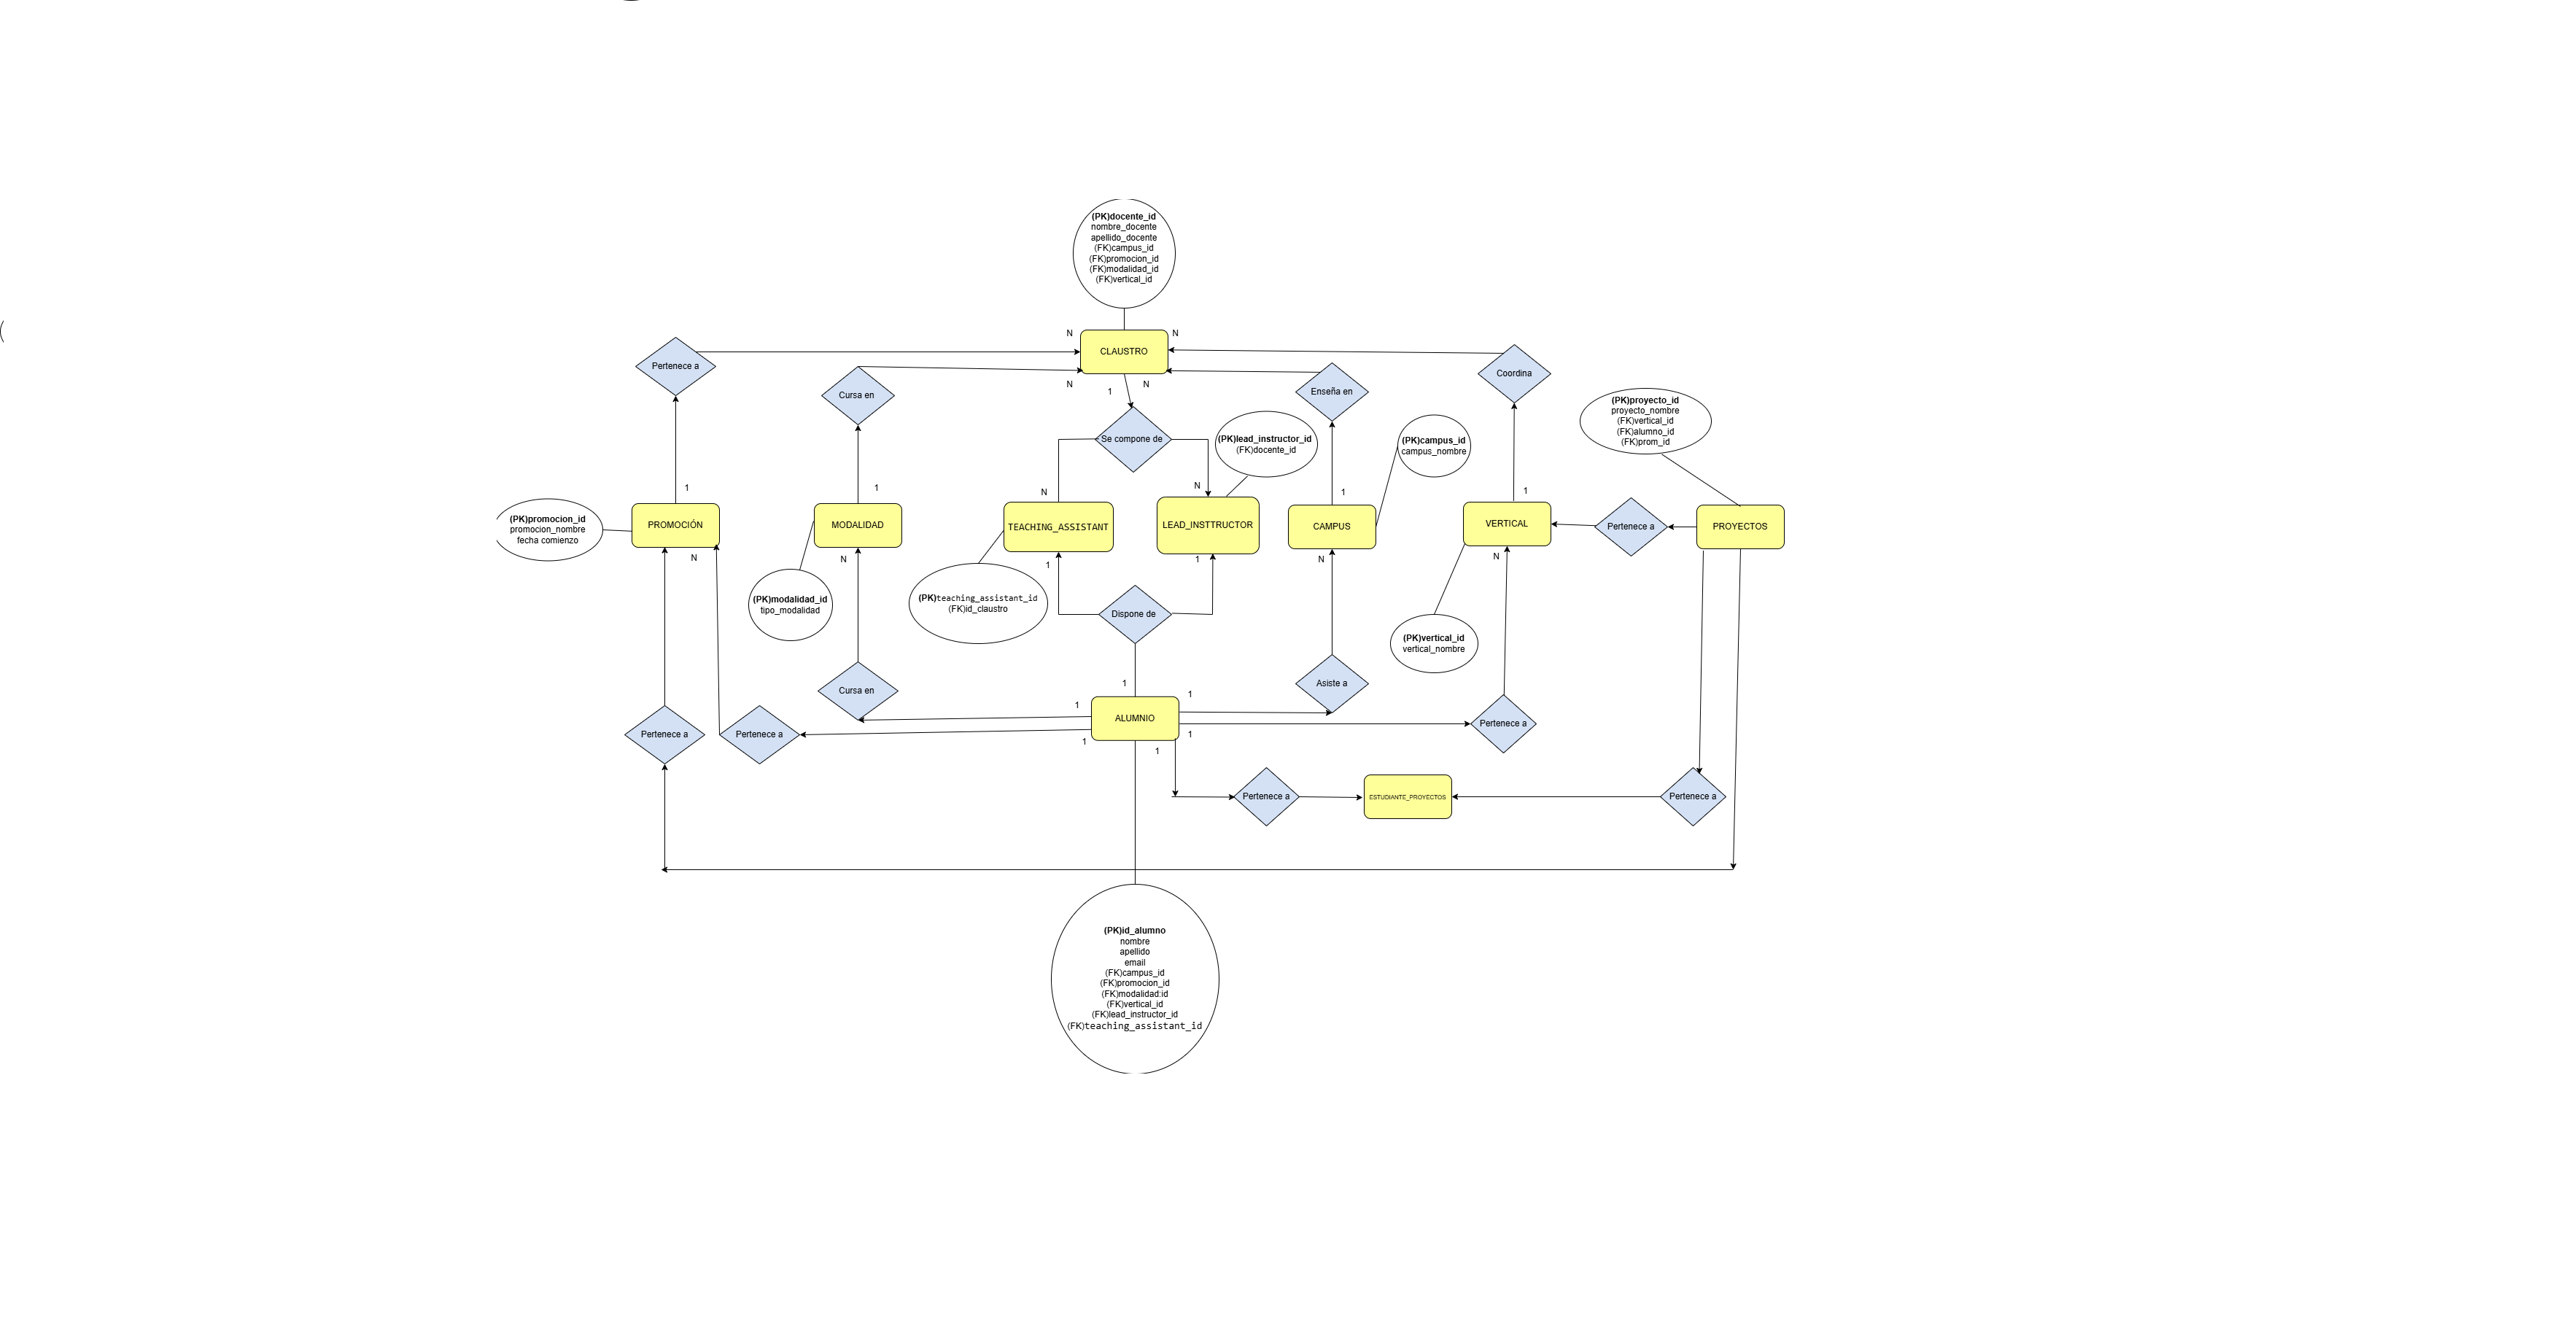 (PK)docente_id
nombre_docente
apellido_docente
(FK)campus_id
(FK)promocion_id
(FK)modalidad_id
(FK)vertical_id
N
N
CLAUSTRO
Pertenece a
Cursa en
N
1
N
Enseña en
Coordina
(PK)proyecto_id
proyecto_nombre
(FK)vertical_id
(FK)alumno_id
(FK)prom_id
Se compone de
(PK)lead_instructor_id
(FK)docente_id
(PK)campus_id
campus_nombre
1
1
N
N
1
1
(PK)promocion_id
promocion_nombre
fecha comienzo
PROMOCIÓN
MODALIDAD
TEACHING_ASSISTANT
LEAD_INSTTRUCTOR
CAMPUS
VERTICAL
Pertenece a
PROYECTOS
N
N
1
1
N
N
(PK)modalidad_id
tipo_modalidad
(PK)teaching_assistant_id
(FK)id_claustro
Dispone de
(PK)vertical_id
vertical_nombre
Cursa en
1
1
Asiste a
1
ALUMNIO
Pertenece a
Pertenece a
1
1
1
Pertenece a
Pertenece a
ESTUDIANTE_PROYECTOS
Pertenece a
(PK)id_alumno
nombre
apellido
email
(FK)campus_id
(FK)promocion_id
(FK)modalidad:id
(FK)vertical_id
(FK)lead_instructor_id
(FK)teaching_assistant_id